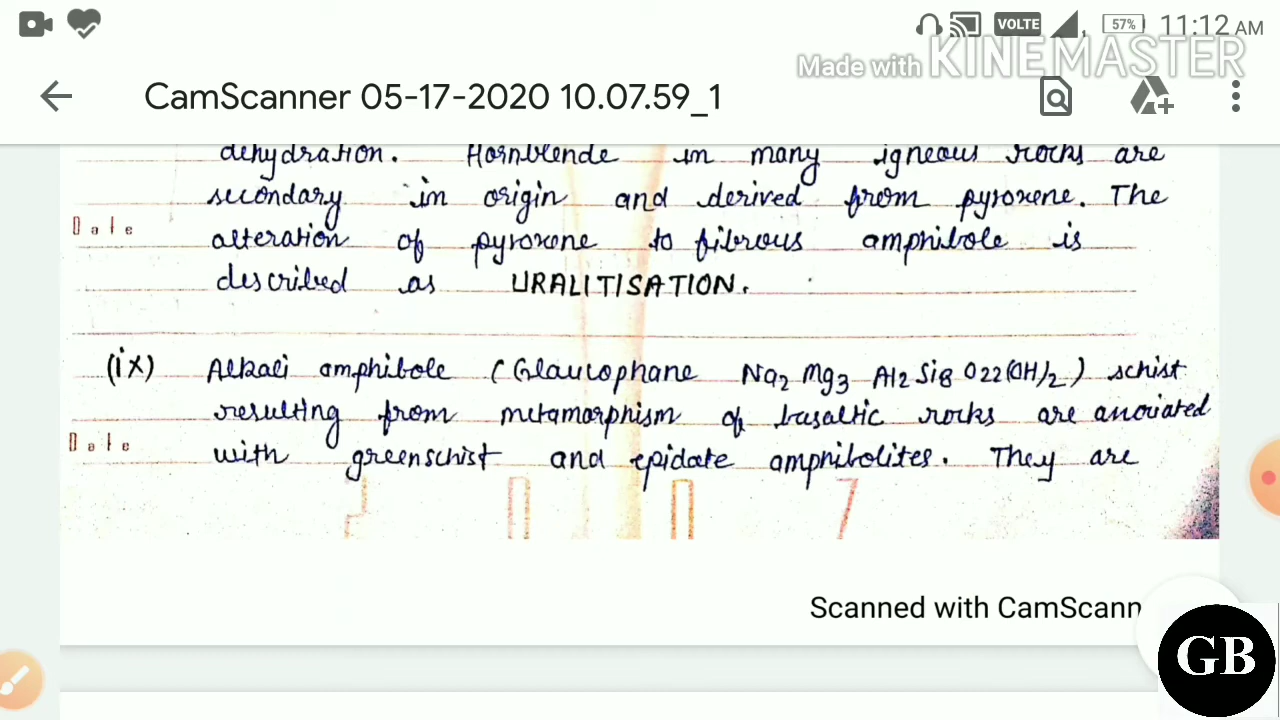 VOLTE 57% 11:12 AM
Made with KINEMASTER
CamScanner 05-17-2020 10.07.59_1
dehydration. Hornblende in many igneous rocks are
secondary in origin and derived from pyroxene. The
Date
alteration of pyroxene to fibrous amphibole is
described as URALITISATION.
(ix) Alkali amphibole (Glaucophane Na2 Mg3 Al2 Si8 O22(OH)2) schist
resulting from metamorphism of basaltic rocks are associated
Date
with greenschist and epidate amphibolites. They are
Scanned with CamScann
GB